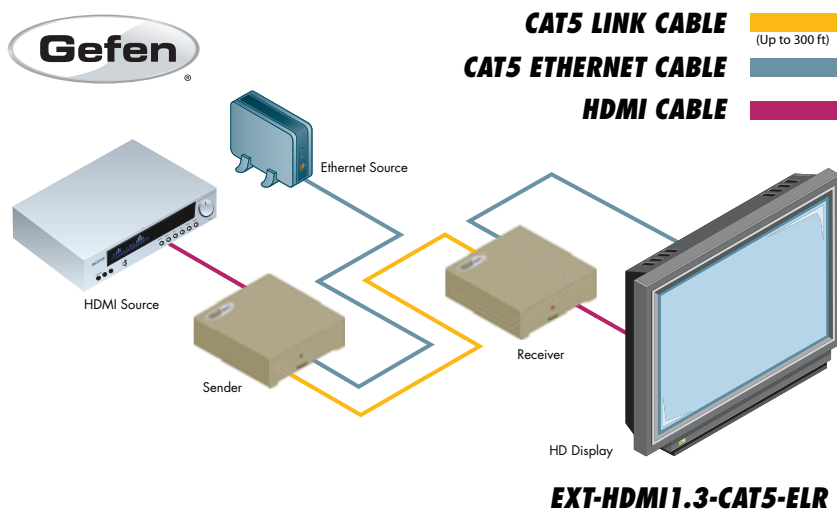 Gefen
®
CAT5 LINK CABLE
(Up to 300 ft)
CAT5 ETHERNET CABLE
HDMI CABLE
Ethernet Source
HDMI Source
Sender
Receiver
HD Display
EXT-HDMI1.3-CAT5-ELR